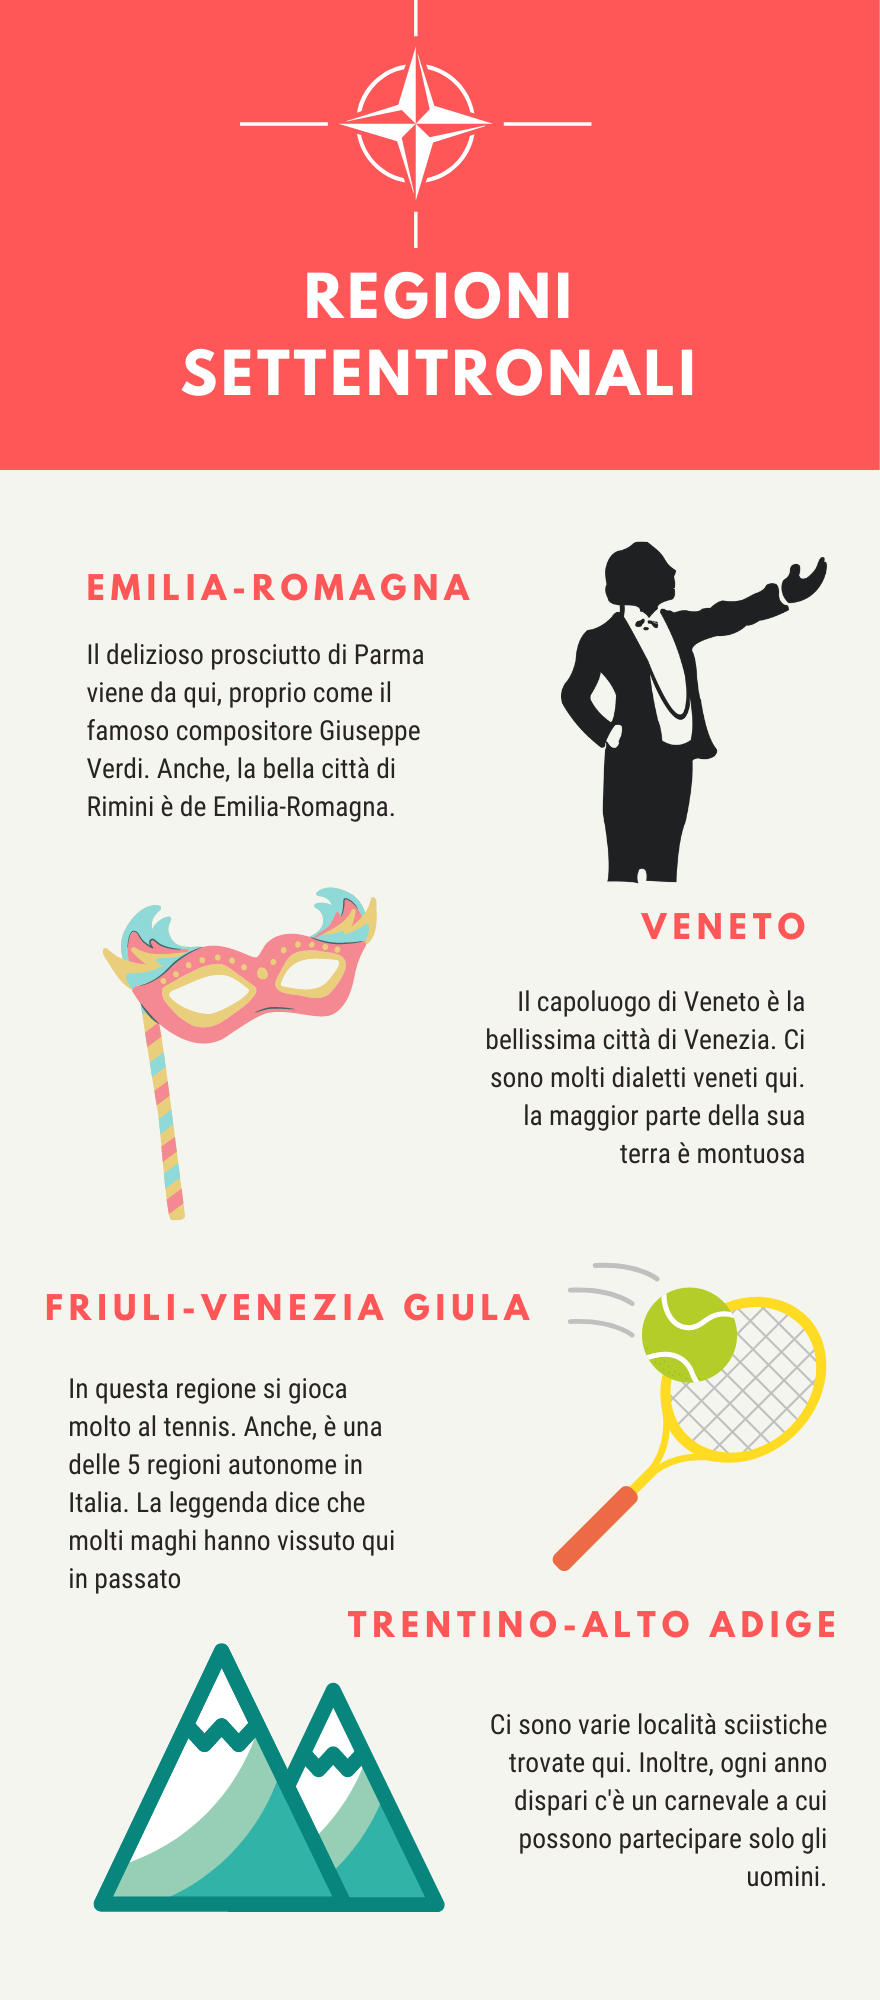 REGIONI
SETTENTRONALI
EMILIA-ROMAGNA
Il delizioso prosciutto di Parma
viene da qui, proprio come il
famoso compositore Giuseppe
Verdi. Anche, la bella città di
Rimini è de Emilia-Romagna.
VENETO
Il capoluogo di Veneto è la
bellissima città di Venezia. Ci
sono molti dialetti veneti qui.
la maggior parte della sua
terra è montuosa
FRIULI-VENEZIA GIULA
In questa regione si gioca
molto al tennis. Anche, è una
delle 5 regioni autonome in
Italia. La leggenda dice che
molti maghi hanno vissuto qui
in passato
TRENTINO-ALTO ADIGE
Ci sono varie località sciistiche
trovate qui. Inoltre, ogni anno
dispari c'è un carnevale a cui
possono partecipare solo gli
uomini.